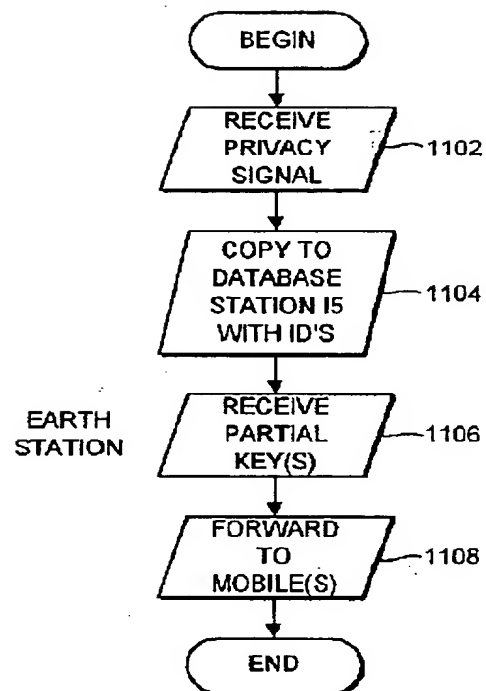 BEGIN
RECEIVE
PRIVACY
SIGNAL
1102
COPY TO
DATABASE
STATION 15
WITH ID'S
1104
EARTH
STATION
RECEIVE
PARTIAL
KEY(S)
1106
FORWARD
TO
MOBILE(S)
1108
END